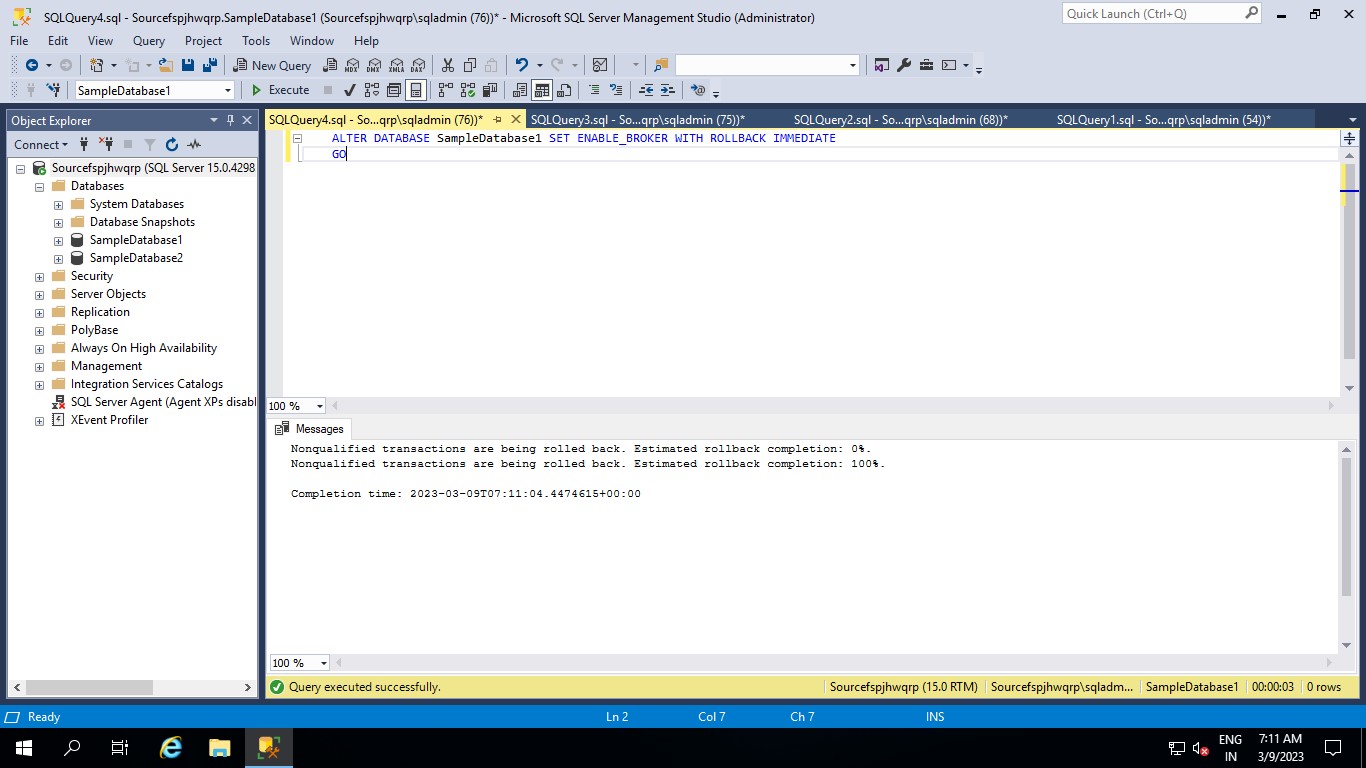 SQLQuery4.sql - Sourcefspjhwqrp.SampleDatabase1 (Sourcefspjhwqrp\sqladmin (76))* - Microsoft SQL Server Management Studio (Administrator)
Quick Launch (Ctrl+Q)
File Edit View Query Project Tools Window Help
New Query
MDX DMX XMLA DAX
SampleDatabase1
Execute
Object Explorer
SQLQuery4.sql - So...qrp\sqladmin (76))*
SQLQuery3.sql - So...qrp\sqladmin (75))*
SQLQuery2.sql - So...qrp\sqladmin (68))*
SQLQuery1.sql - So...qrp\sqladmin (54))*
Connect
Sourcefspjhwqrp (SQL Server 15.0.4298
Databases
System Databases
Database Snapshots
SampleDatabase1
SampleDatabase2
Security
Server Objects
Replication
PolyBase
Always On High Availability
Management
Integration Services Catalogs
SQL Server Agent (Agent XPs disabl
XEvent Profiler
ALTER DATABASE SampleDatabase1 SET ENABLE_BROKER WITH ROLLBACK IMMEDIATE
GO
100 %
Messages
Nonqualified transactions are being rolled back. Estimated rollback completion: 0%.
Nonqualified transactions are being rolled back. Estimated rollback completion: 100%.
Completion time: 2023-03-09T07:11:04.4474615+00:00
100 %
Query executed successfully.
Sourcefspjhwqrp (15.0 RTM)
Sourcefspjhwqrp\sqladm...
SampleDatabase1
00:00:03
0 rows
Ready
Ln 2
Col 7
Ch 7
INS
ENG
IN
7:11 AM
3/9/2023